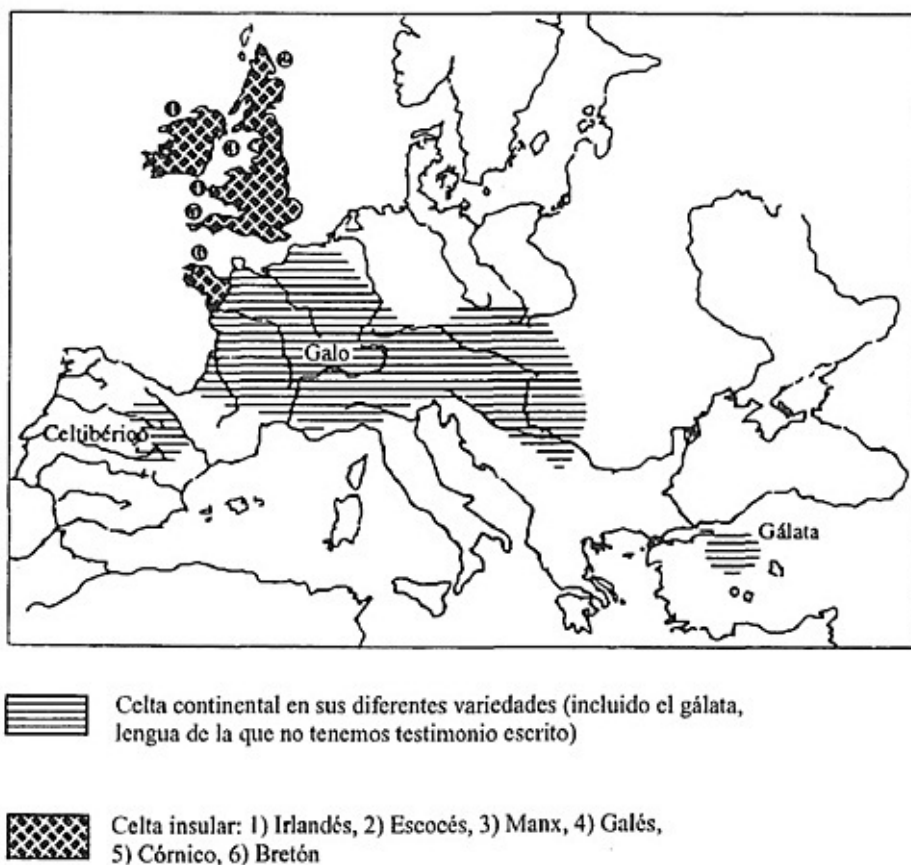 Galo
Celtibérico
Gálata
Celta continental en sus diferentes variedades (incluido el gálata,
lengua de la que no tenemos testimonio escrito)
Celta insular: 1) Irlandés, 2) Escocés, 3) Manx, 4) Galés,
5) Córnico, 6) Bretón